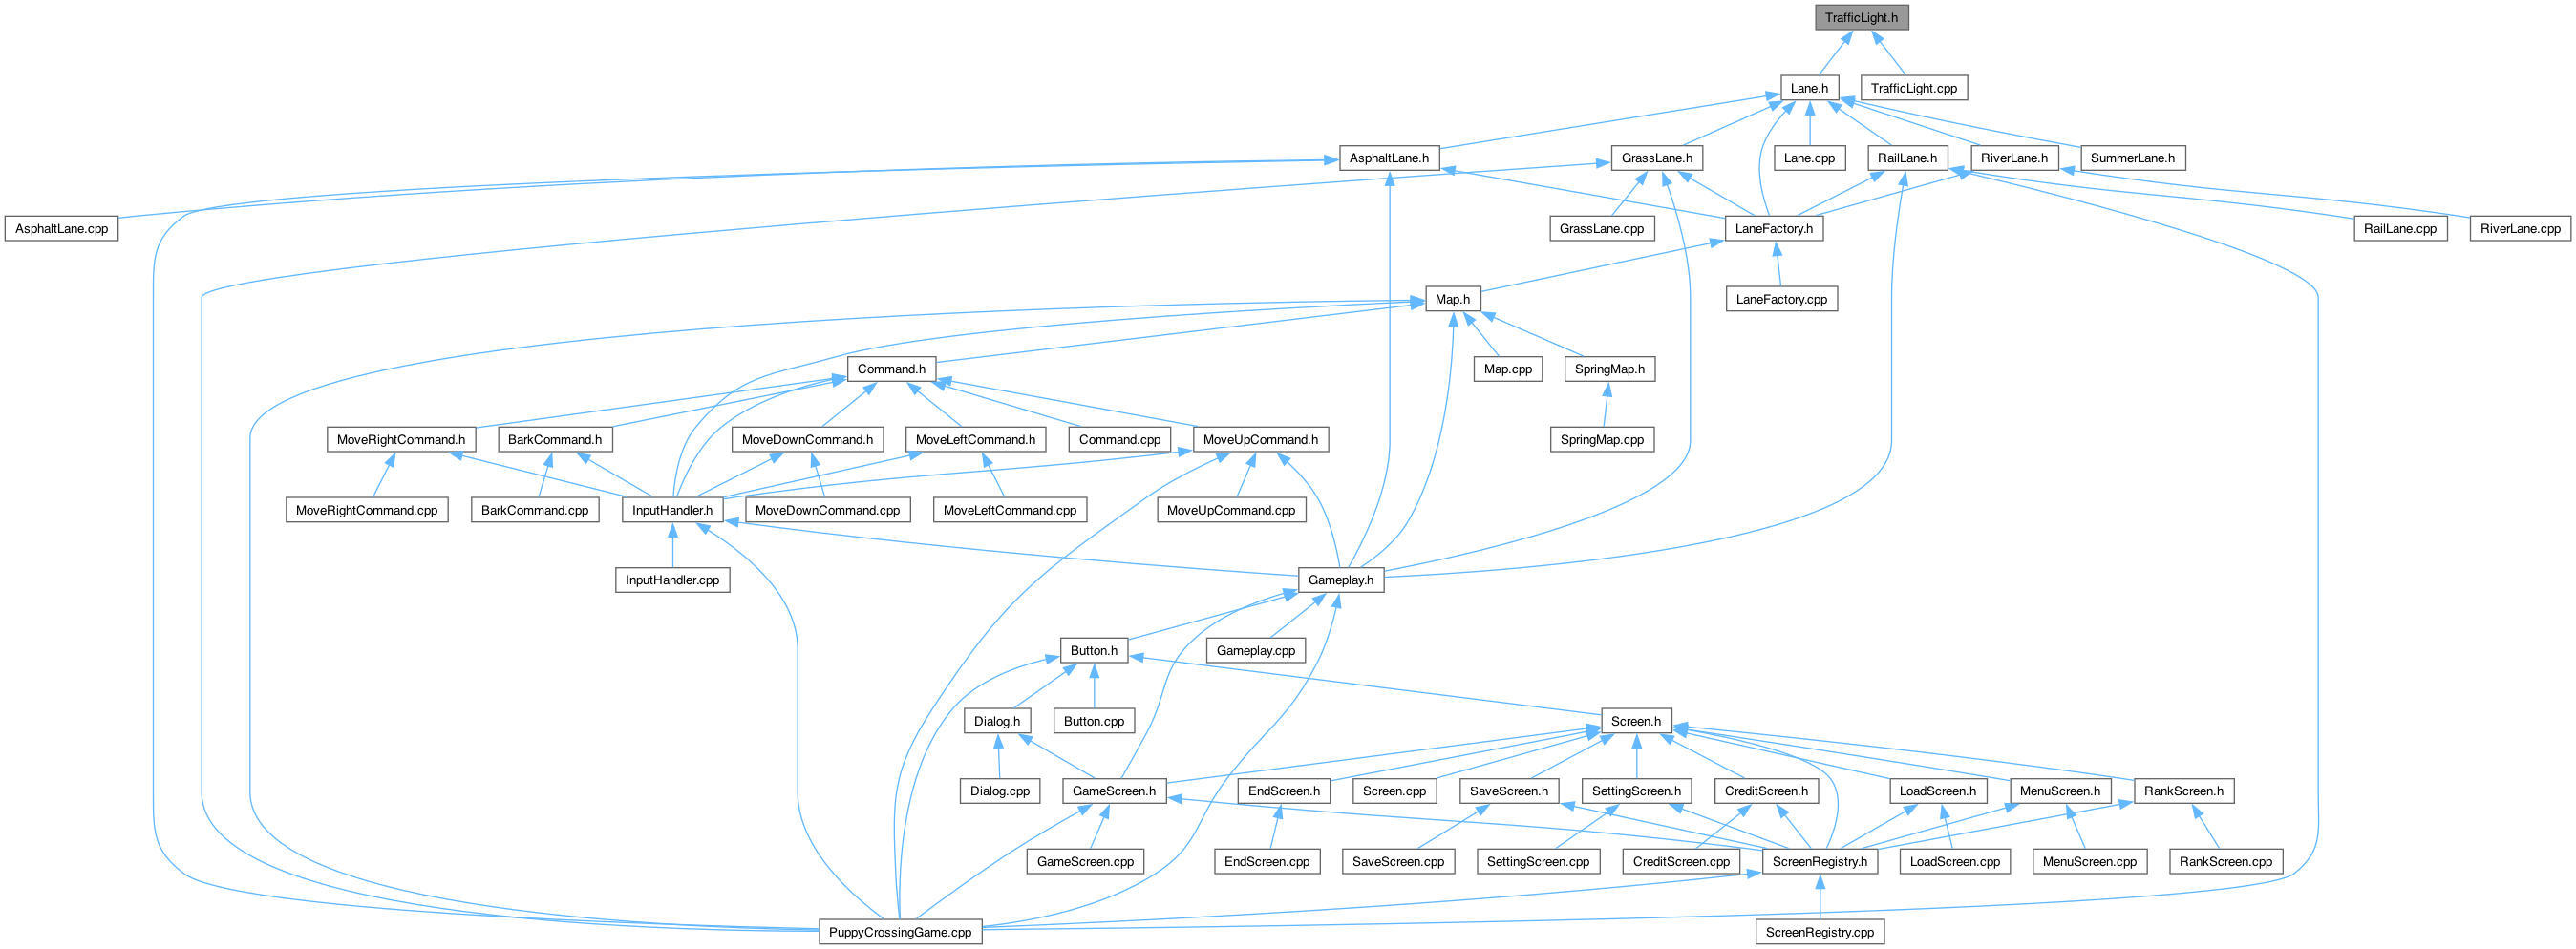 TrafficLight.h
Lane.h
TrafficLight.cpp
AsphaltLane.h
GrassLane.h
Lane.cpp
RailLane.h
RiverLane.h
SummerLane.h
AsphaltLane.cpp
GrassLane.cpp
LaneFactory.h
RailLane.cpp
RiverLane.cpp
Map.h
LaneFactory.cpp
Command.h
Map.cpp
SpringMap.h
MoveRightCommand.h
BarkCommand.h
MoveDownCommand.h
MoveLeftCommand.h
Command.cpp
MoveUpCommand.h
SpringMap.cpp
MoveRightCommand.cpp
BarkCommand.cpp
InputHandler.h
MoveDownCommand.cpp
MoveLeftCommand.cpp
MoveUpCommand.cpp
InputHandler.cpp
Gameplay.h
Button.h
Gameplay.cpp
Dialog.h
Button.cpp
Screen.h
Dialog.cpp
GameScreen.h
EndScreen.h
Screen.cpp
SaveScreen.h
SettingScreen.h
CreditScreen.h
LoadScreen.h
MenuScreen.h
RankScreen.h
GameScreen.cpp
EndScreen.cpp
SaveScreen.cpp
SettingScreen.cpp
CreditScreen.cpp
ScreenRegistry.h
LoadScreen.cpp
MenuScreen.cpp
RankScreen.cpp
PuppyCrossingGame.cpp
ScreenRegistry.cpp